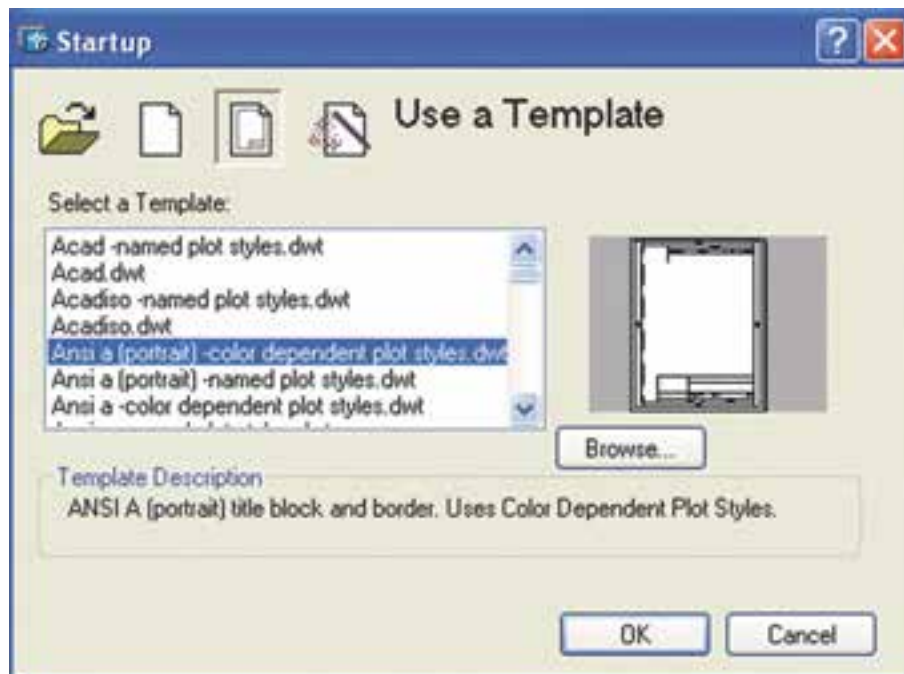 Startup
Use a Template
Select a Template:
Acad -named plot styles.dwt
Acad.dwt
Acadiso -named plot styles.dwt
Acadiso.dwt
Ansi a (portrait) -color dependent plot styles.dwt
Ansi a (portrait) -named plot styles.dwt
Ansi a -color dependent plot styles.dwt
Browse...
Template Description
ANSI A (portrait) title block and border. Uses Color Dependent Plot Styles.
OK
Cancel